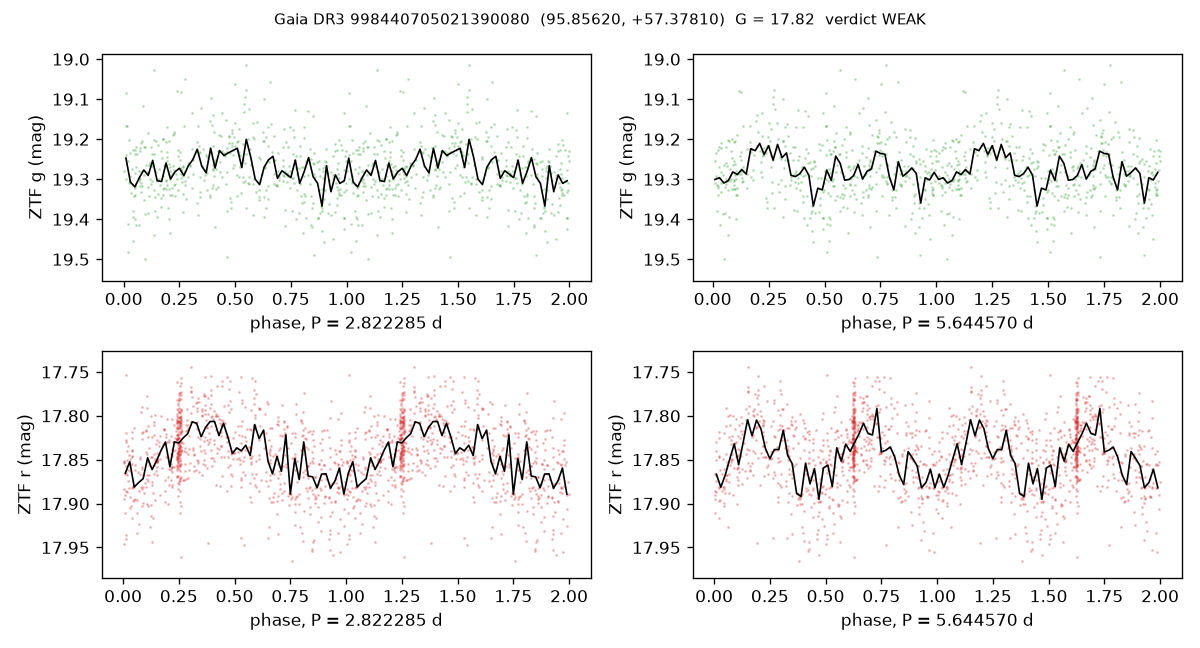 Gaia DR3 998440705021390080 (95.85620, +57.37810) G = 17.82 verdict WEAK
ZTF g (mag)
19.0
19.1
19.2
19.3
19.4
19.5
0.00 0.25 0.50 0.75 1.00 1.25 1.50 1.75 2.00
phase, P = 2.822285 d
ZTF g (mag)
19.0
19.1
19.2
19.3
19.4
19.5
0.00 0.25 0.50 0.75 1.00 1.25 1.50 1.75 2.00
phase, P = 5.644570 d
ZTF r (mag)
17.75
17.80
17.85
17.90
17.95
0.00 0.25 0.50 0.75 1.00 1.25 1.50 1.75 2.00
phase, P = 2.822285 d
ZTF r (mag)
17.75
17.80
17.85
17.90
17.95
0.00 0.25 0.50 0.75 1.00 1.25 1.50 1.75 2.00
phase, P = 5.644570 d